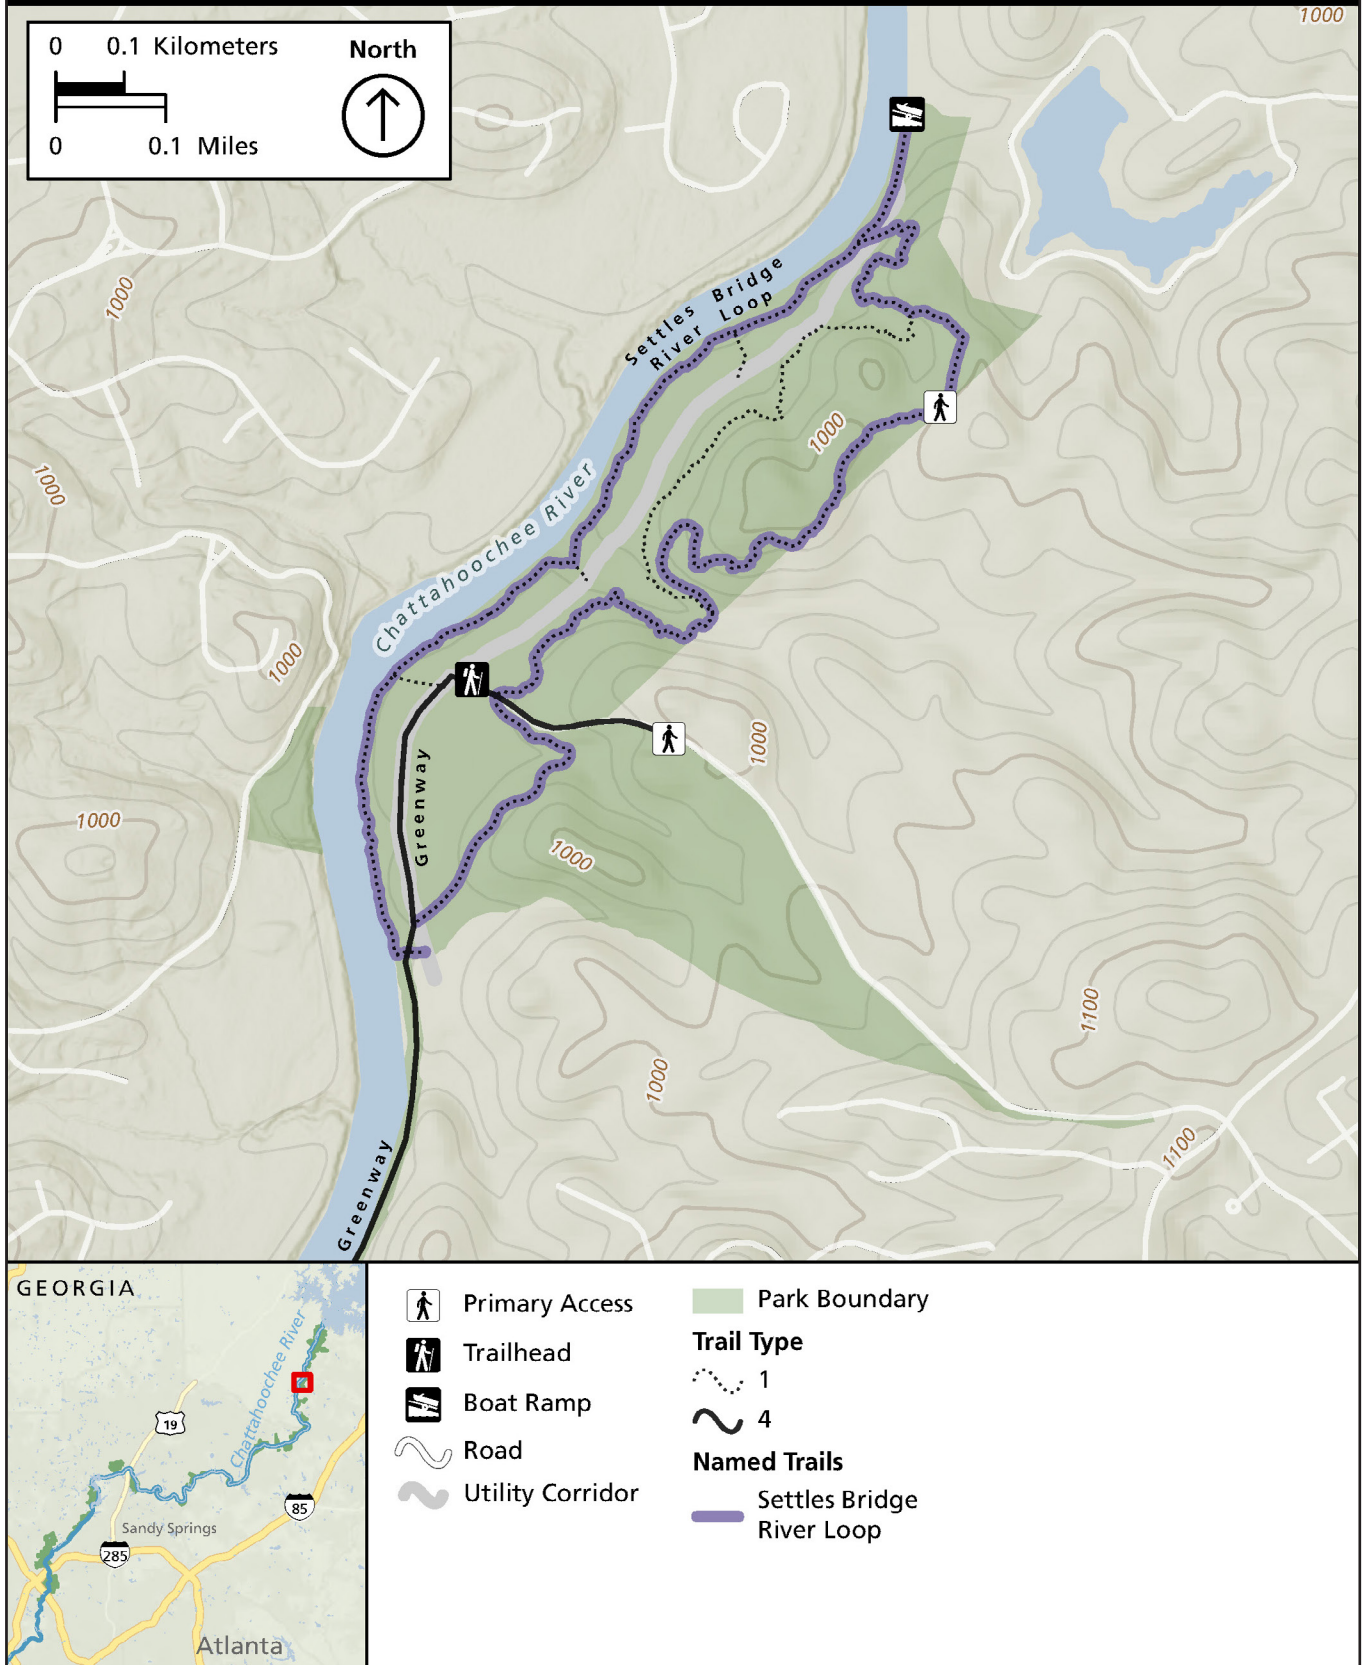 0 0.1 Kilometers
0 0.1 Miles
North
1000
1000
Settles Bridge
River Loop
1000
1000
Chattahoochee River
1000
1000
1000
Greenway
1000
1000
1100
1000
1100
Greenway
GEORGIA
Chattahoochee River
19
85
Sandy Springs
285
Atlanta
Primary Access
Trailhead
Boat Ramp
Road
Utility Corridor
Park Boundary
Trail Type
1
4
Named Trails
Settles Bridge
River Loop